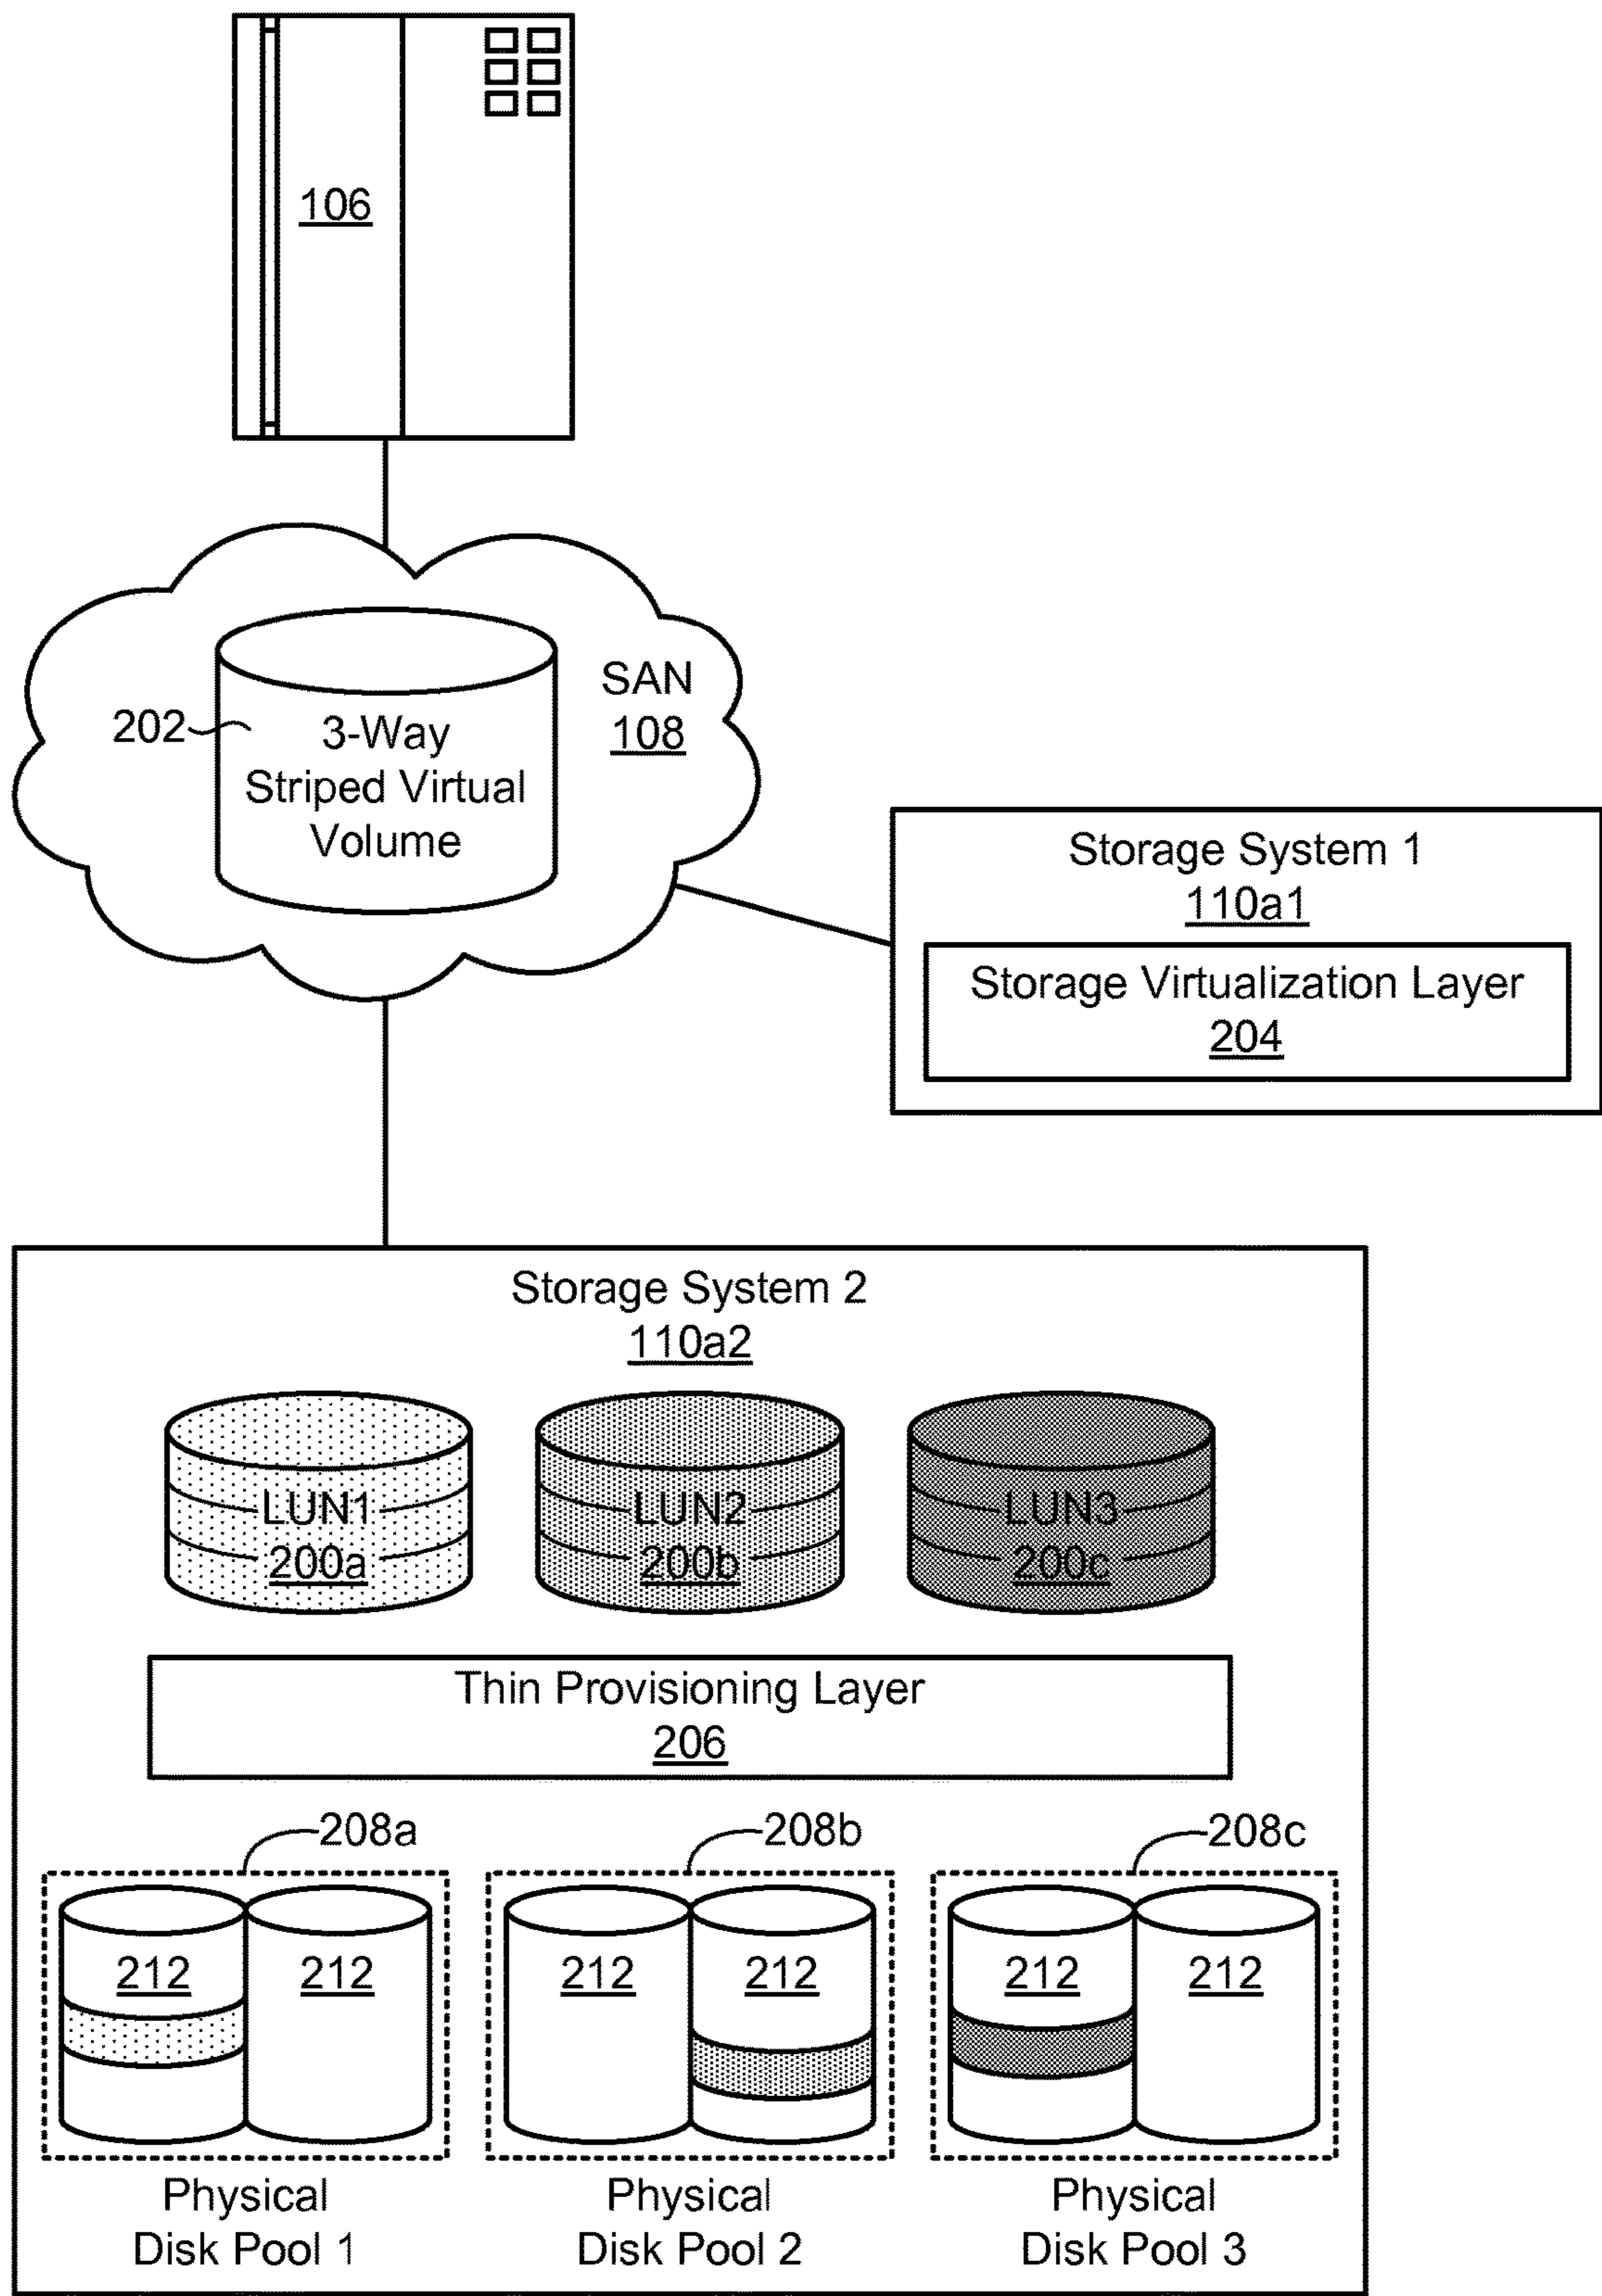 106
SAN
108
202
3-Way
Striped Virtual
Volume
Storage System 1
110a1
Storage Virtualization Layer
204
Storage System 2
110a2
LUN1
200a
LUN2
200b
LUN3
200c
Thin Provisioning Layer
206
208a
208b
208c
212
212
212
212
212
212
Physical
Disk Pool 1
Physical
Disk Pool 2
Physical
Disk Pool 3